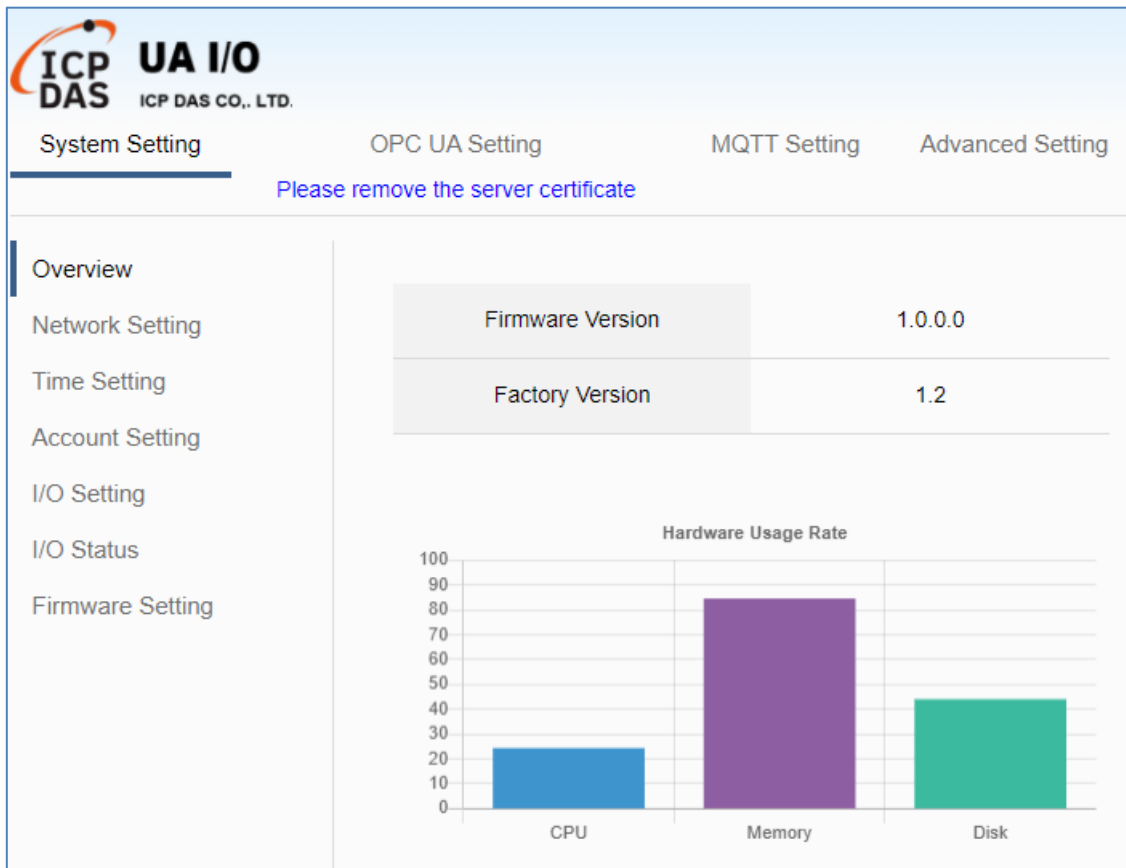 ICP
DAS
UA I/O
ICP DAS CO,. LTD.
System Setting
OPC UA Setting
MQTT Setting
Advanced Setting
Please remove the server certificate
Overview
Network Setting
Time Setting
Account Setting
I/O Setting
I/O Status
Firmware Setting
Firmware Version 1.0.0.0
Factory Version 1.2
Hardware Usage Rate
100
90
80
70
60
50
40
30
20
10
0
CPU Memory Disk